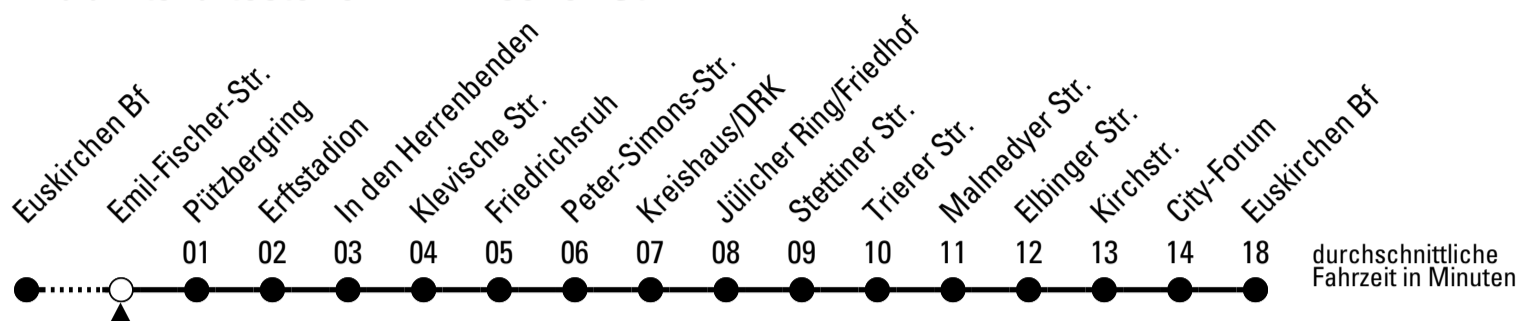 Euskirchen Bf
Emil-Fischer-Str.
Pützbergring
Erftstadion
In den Herrenbenden
Klevische Str.
Friedrichsruh
Peter-Simons-Str.
Kreishaus/DRK
Jülicher Ring/Friedhof
Stettiner Str.
Trierer Str.
Malmedyer Str.
Elbinger Str.
Kirchstr.
City-Forum
Euskirchen Bf
01 02 03 04 05 06 07 08 09 10 11 12 13 14 18
durchschnittliche
Fahrzeit in Minuten